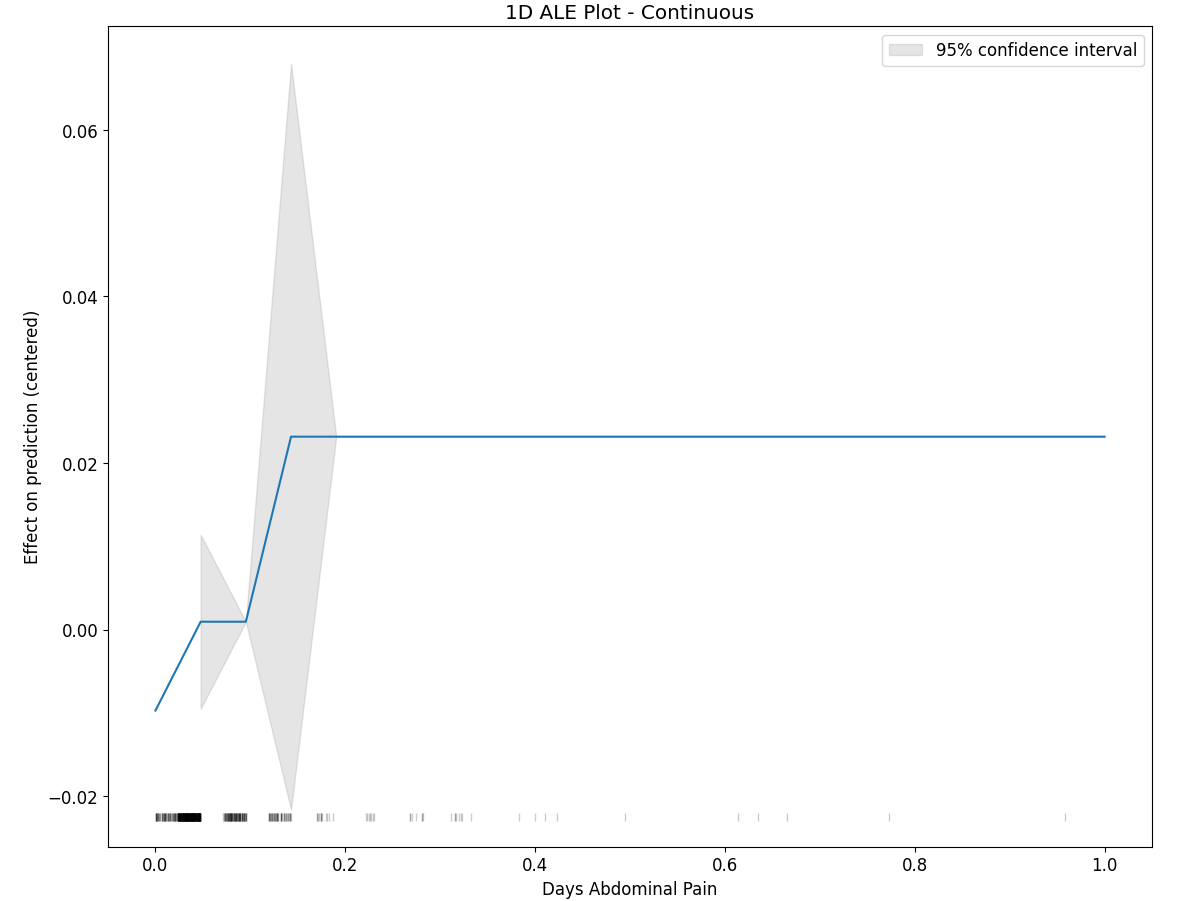 1D ALE Plot - Continuous
95% confidence interval
0.06
0.04
0.02
0.00
−0.02
Effect on prediction (centered)
0.0 0.2 0.4 0.6 0.8 1.0
Days Abdominal Pain